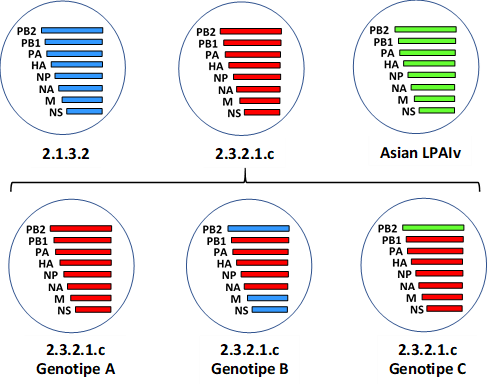 PB2
PB1
PA
HA
NP
NA
M
NS
2.1.3.2
PB2
PB1
PA
HA
NP
NA
M
NS
2.3.2.1.c
PB2
PB1
PA
HA
NP
NA
M
NS
Asian LPAIv
PB2
PB1
PA
HA
NP
NA
M
NS
2.3.2.1.c
Genotipe A
PB2
PB1
PA
HA
NP
NA
M
NS
2.3.2.1.c
Genotipe B
PB2
PB1
PA
HA
NP
NA
M
NS
2.3.2.1.c
Genotipe C